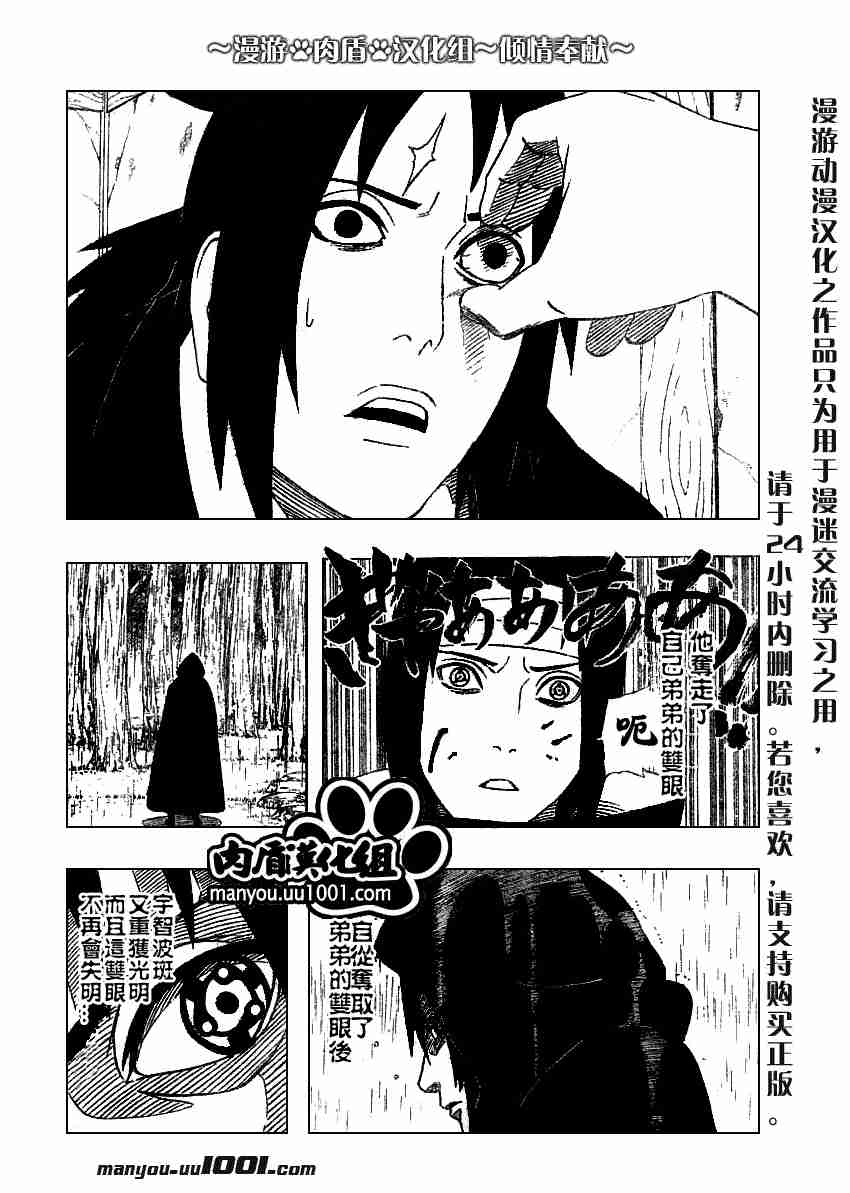 ～漫游肉盾汉化组～倾情奉献～
漫游动漫汉化之作品只为用于漫迷交流学习之用，
请于24小时内删除。若您喜欢，请支持购买正版。
他奪走了
自己弟弟的雙眼
呃
肉盾漢化組
manyou.uu1001.com
自從奪取了
弟弟的雙眼後
宇智波斑
又重獲光明
而且這雙眼
不再會失明…
manyou-uu1001.com